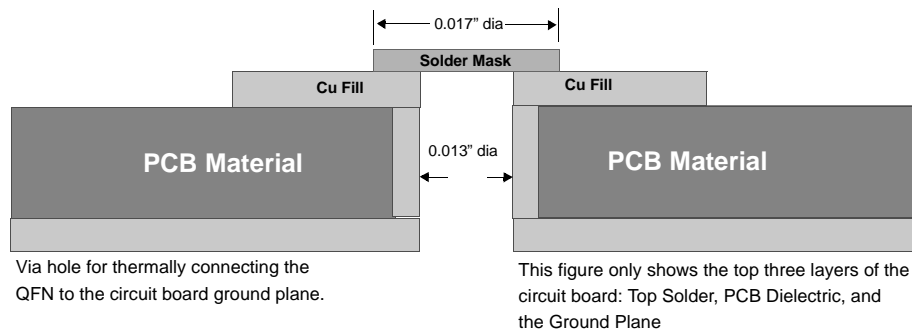 0.017” dia
Solder Mask
Cu Fill
Cu Fill
PCB Material
0.013” dia
PCB Material
Via hole for thermally connecting the
QFN to the circuit board ground plane.
This figure only shows the top three layers of the
circuit board: Top Solder, PCB Dielectric, and
the Ground Plane